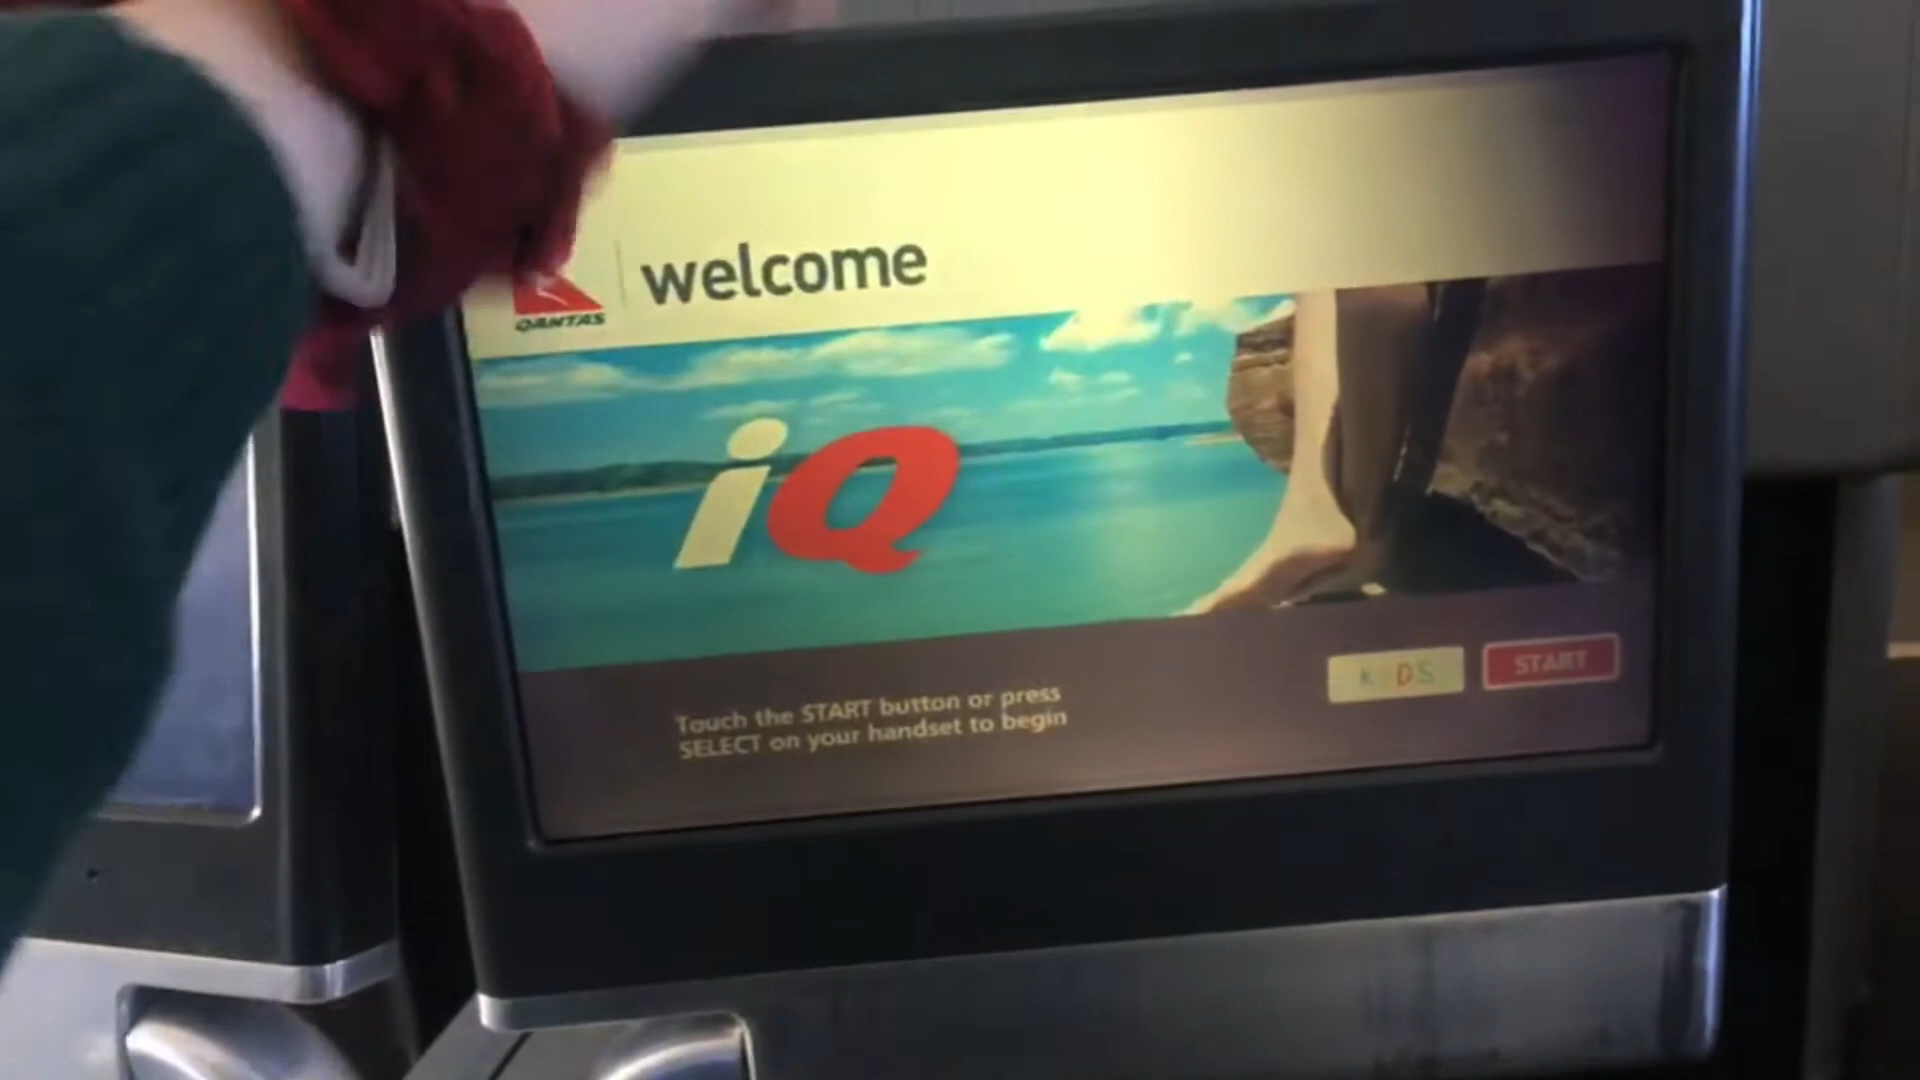 welcome
QANTAS
iQ
Touch the START button or press
SELECT on your handset to begin
KIDS
START